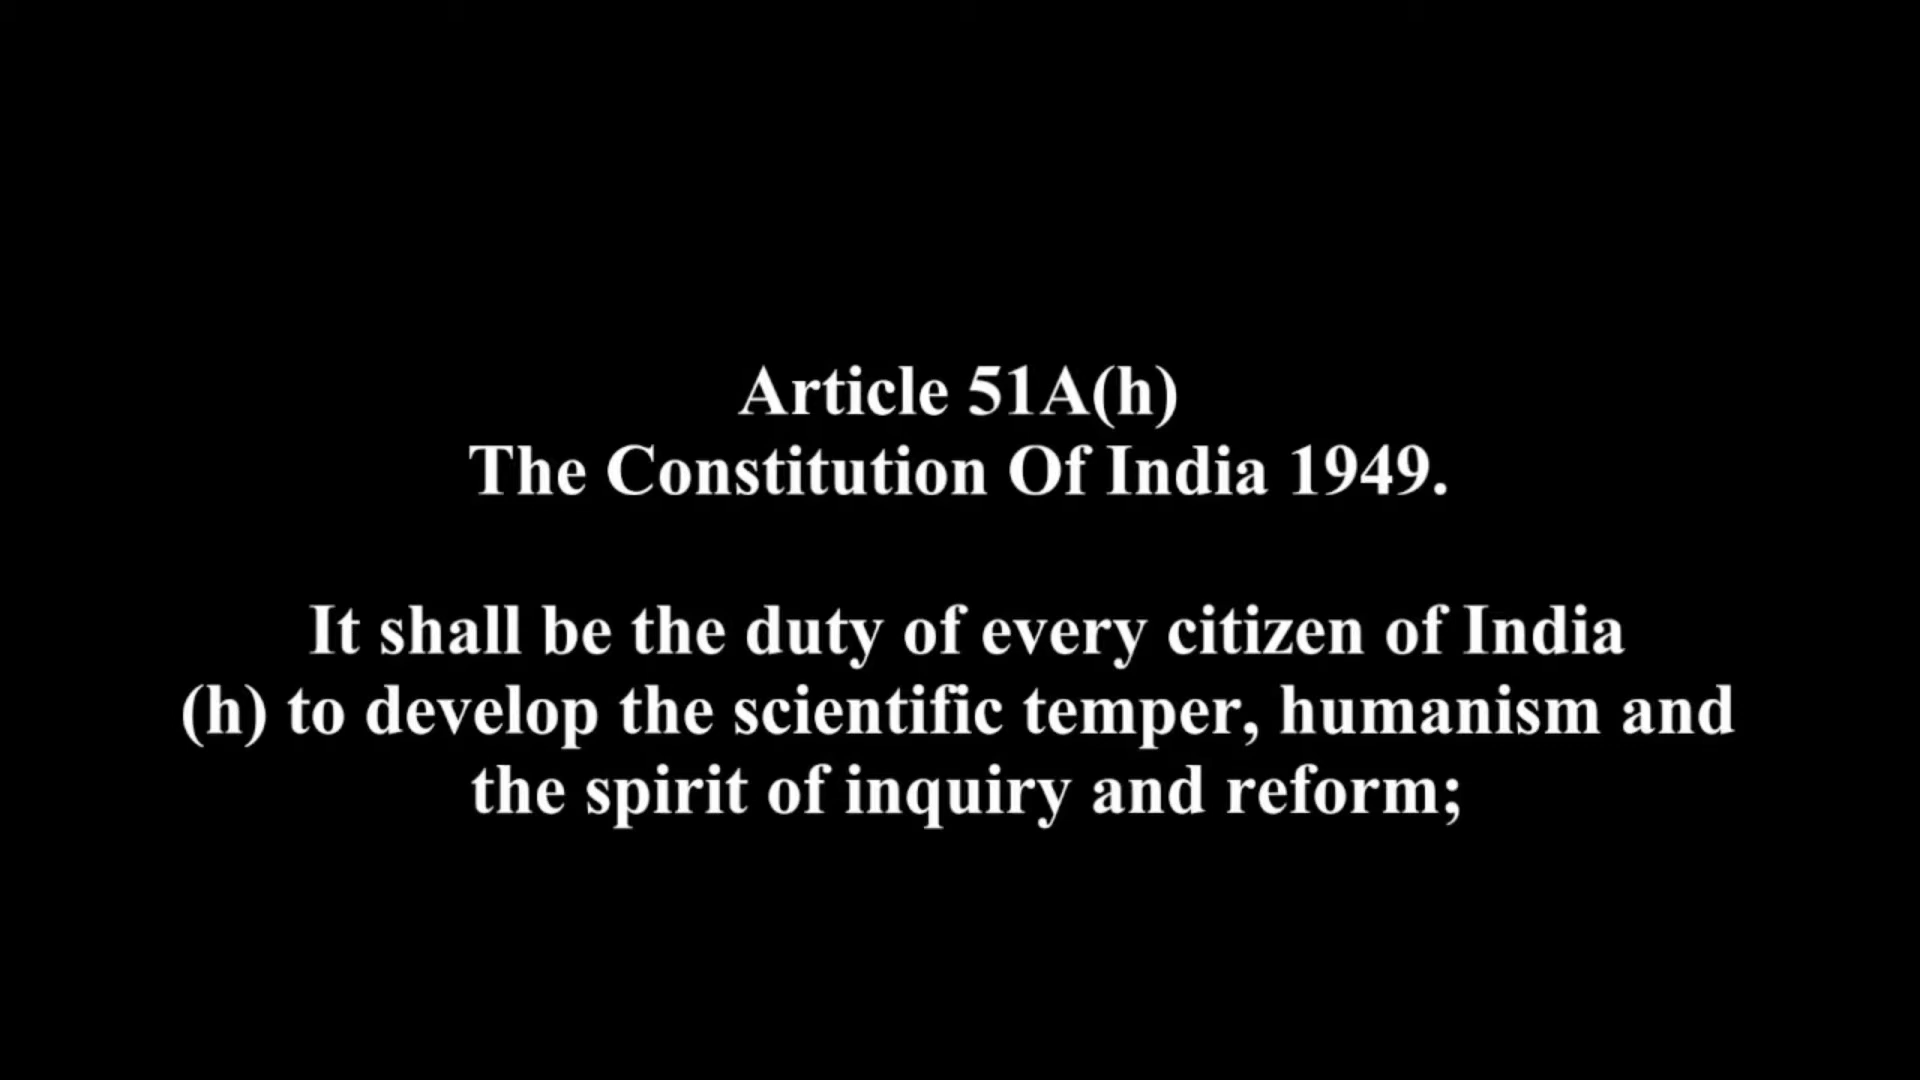 Article 51A(h)
The Constitution Of India 1949.
It shall be the duty of every citizen of India
(h) to develop the scientific temper, humanism and
the spirit of inquiry and reform;